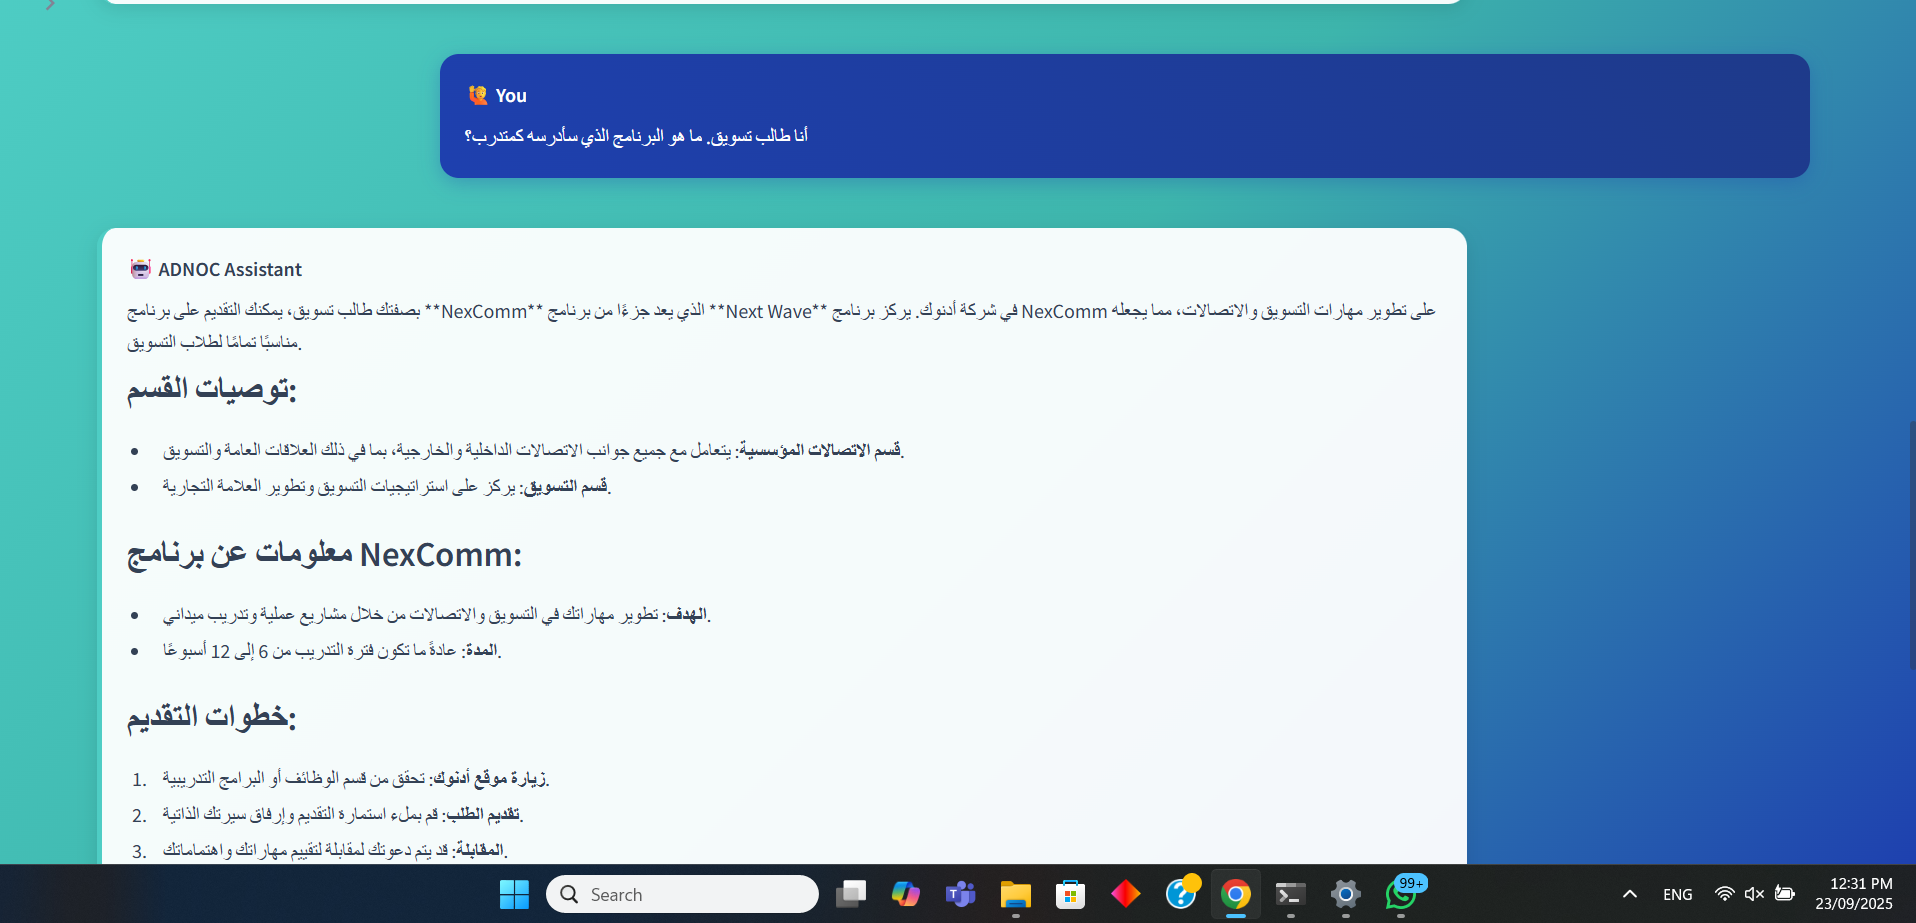 You
أنا طالب تسويق. ما هو البرنامج الذي سأدرسه كمتدرب؟
ADNOC Assistant
بصفتك طالب تسويق، يمكنك التقديم على برنامج **NexComm** الذي يعد جزءًا من برنامج **Next Wave** في شركة أدنوك. يركز برنامج NexComm على تطوير مهارات التسويق والاتصالات، مما يجعله
مناسبًا تمامًا لطلاب التسويق.
توصيات القسم:
• قسم الاتصالات المؤسسية: يتعامل مع جميع جوانب الاتصالات الداخلية والخارجية، بما في ذلك العلاقات العامة والتسويق.
• قسم التسويق: يركز على استراتيجيات التسويق وتطوير العلامة التجارية.
معلومات عن برنامج NexComm:
• الهدف: تطوير مهاراتك في التسويق والاتصالات من خلال مشاريع عملية وتدريب ميداني.
• المدة: عادةً ما تكون فترة التدريب من 6 إلى 12 أسبوعًا.
خطوات التقديم:
1. زيارة موقع أدنوك: تحقق من قسم الوظائف أو البرامج التدريبية.
2. تقديم الطلب: قم بملء استمارة التقديم وإرفاق سيرتك الذاتية.
3. المقابلة: قد يتم دعوتك لمقابلة لتقييم مهاراتك واهتماماتك.
Search
99+
ENG
12:31 PM
23/09/2025